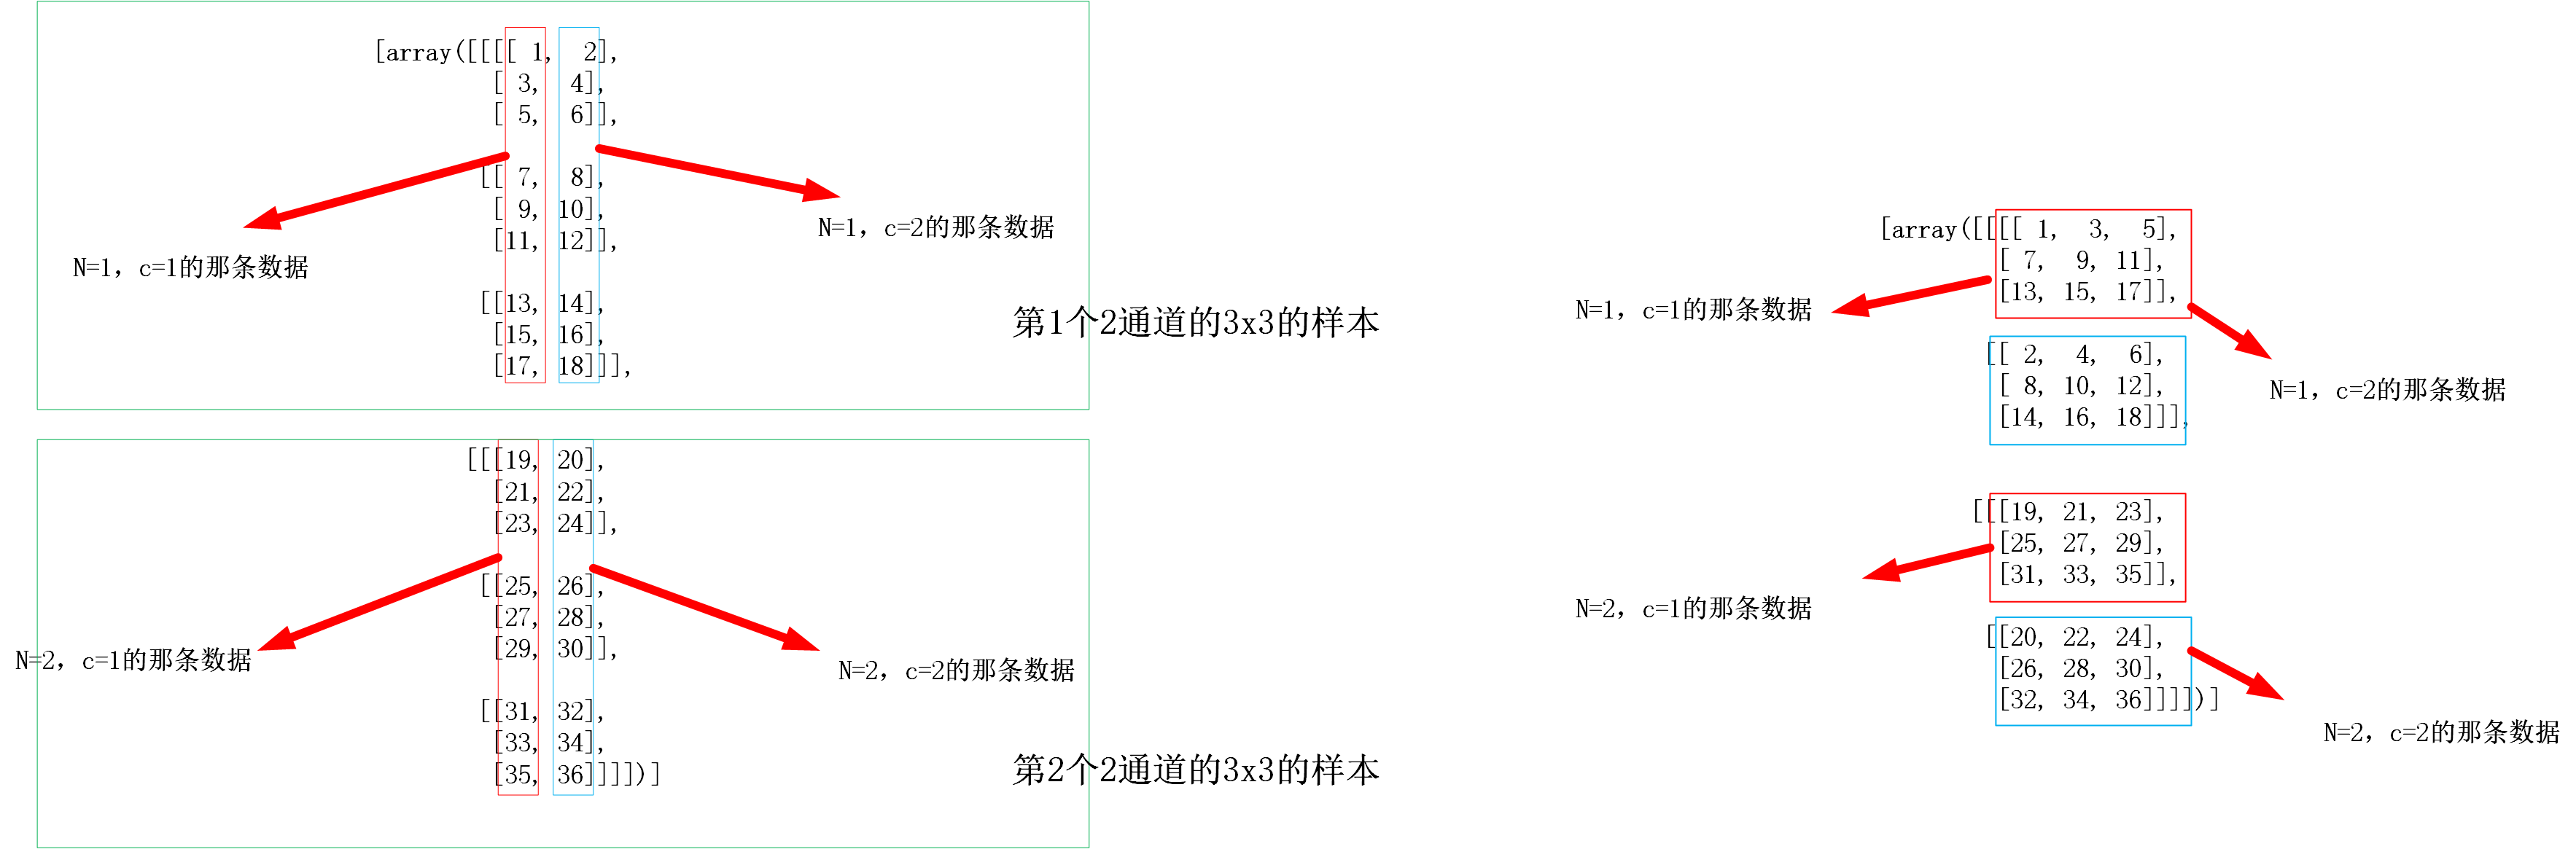 [array([[[[ 1,  2],
[ 3,  4],
[ 5,  6]],
[[ 7,  8],
[ 9, 10],
[11, 12]],
[[13, 14],
[15, 16],
[17, 18]]],
N=1，c=1的那条数据
N=1，c=2的那条数据
第1个2通道的3x3的样本
[[[19, 20],
[21, 22],
[23, 24]],
[[25, 26],
[27, 28],
[29, 30]],
[[31, 32],
[33, 34],
[35, 36]]]])]
N=2，c=1的那条数据
N=2，c=2的那条数据
第2个2通道的3x3的样本
[array([[[[ 1,  3,  5],
[ 7,  9, 11],
[13, 15, 17]],
N=1，c=1的那条数据
[[ 2,  4,  6],
[ 8, 10, 12],
[14, 16, 18]]],
N=1，c=2的那条数据
[[[19, 21, 23],
[25, 27, 29],
[31, 33, 35]],
N=2，c=1的那条数据
[[20, 22, 24],
[26, 28, 30],
[32, 34, 36]]]])]
N=2，c=2的那条数据